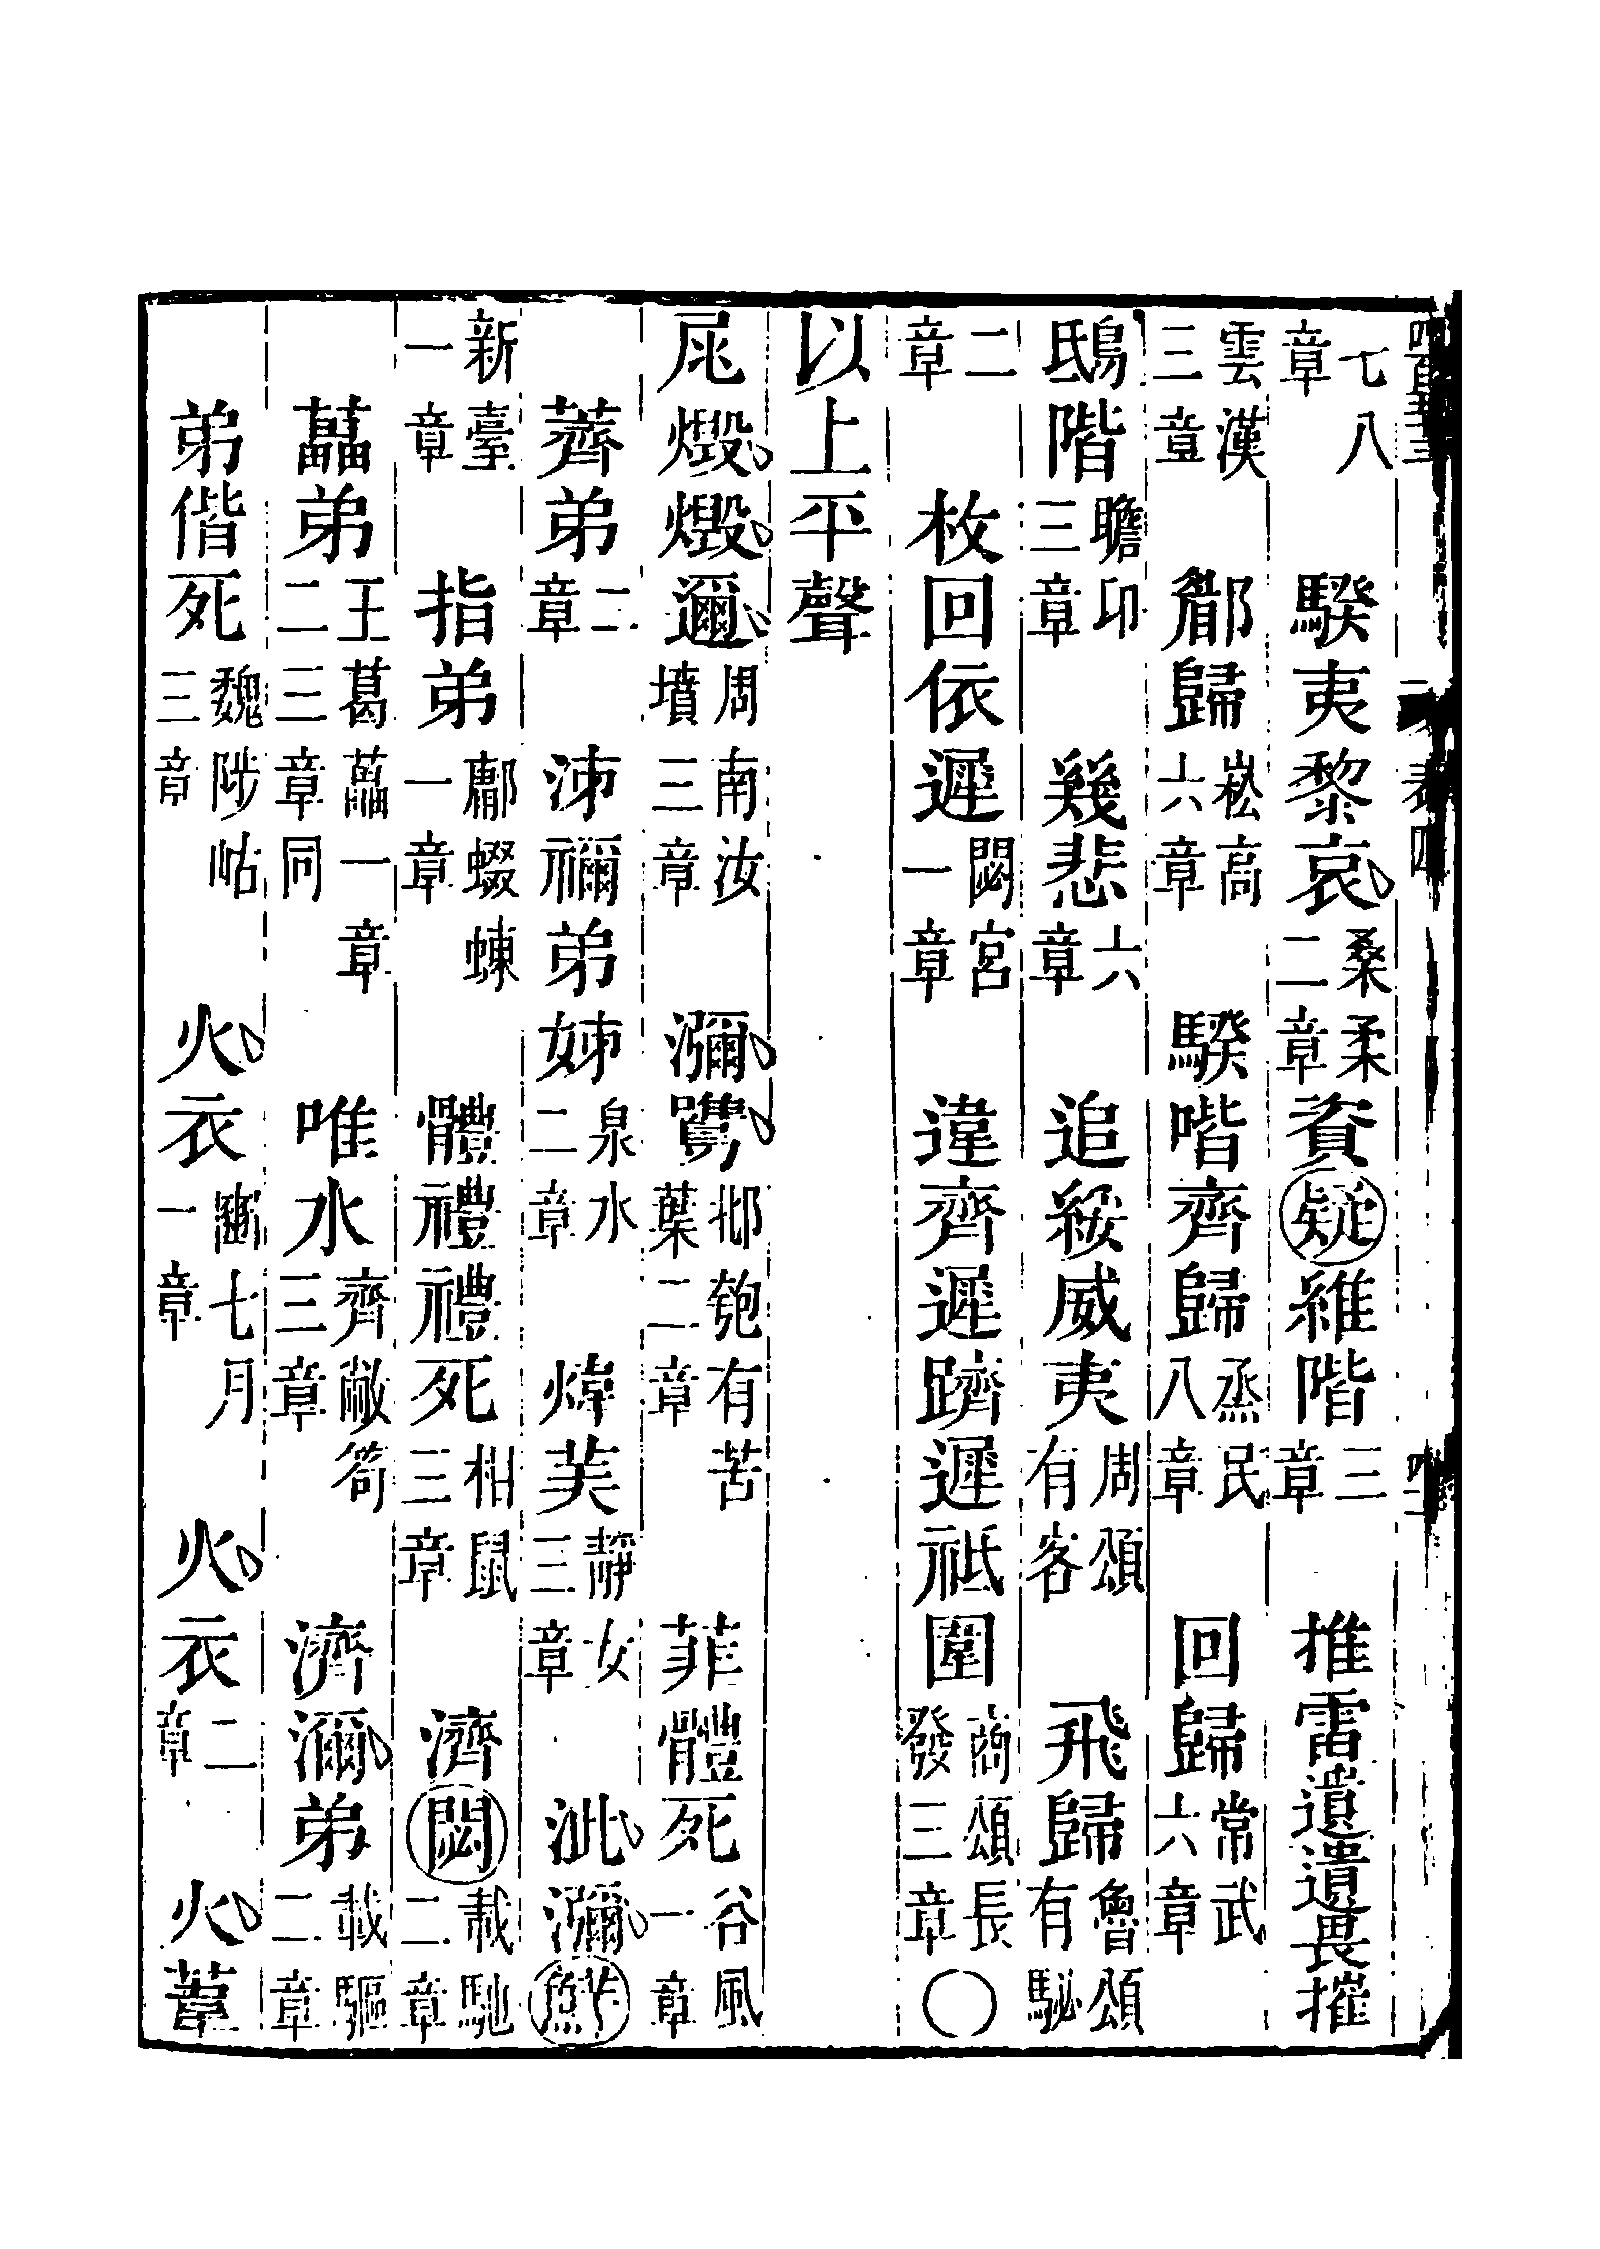 七八章　騤夷黎哀桑柔二章資疑維階三章　推雷遺遺畏摧
雲漢三章　郿歸崧高六章　騤喈齊歸烝民八章　回歸常武六章
鴟階瞻卬三章　幾悲六章　追綏威夷周頌有客　飛歸魯頌有駜
二章　枚回依遲閟宮一章　違齊遲躋遲祗圍商頌長發三章○
以上平聲
尾燬燬邇周南汝墳三章　瀰鷕邶匏有苦葉二章　菲體死谷風一章
薺弟二章　泲禰弟姊泉水二章　煒美靜女三章　泚瀰鮮
新臺一章　指弟鄘蝃蝀一章　體禮禮死相鼠三章　濟閟載馳二章
藟弟王葛藟一章二三章同　唯水齊敝笱三章　濟瀰弟載驅二章
弟偕死魏陟岵三章　火衣豳七月一章　火衣二章　火葦